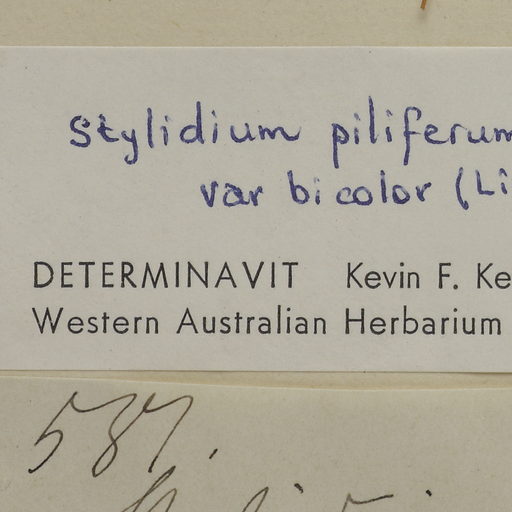 Stylidium piliferum
var bicolor (Li
DETERMINAVIT Kevin F. Ke
Western Australian Herbarium
587.